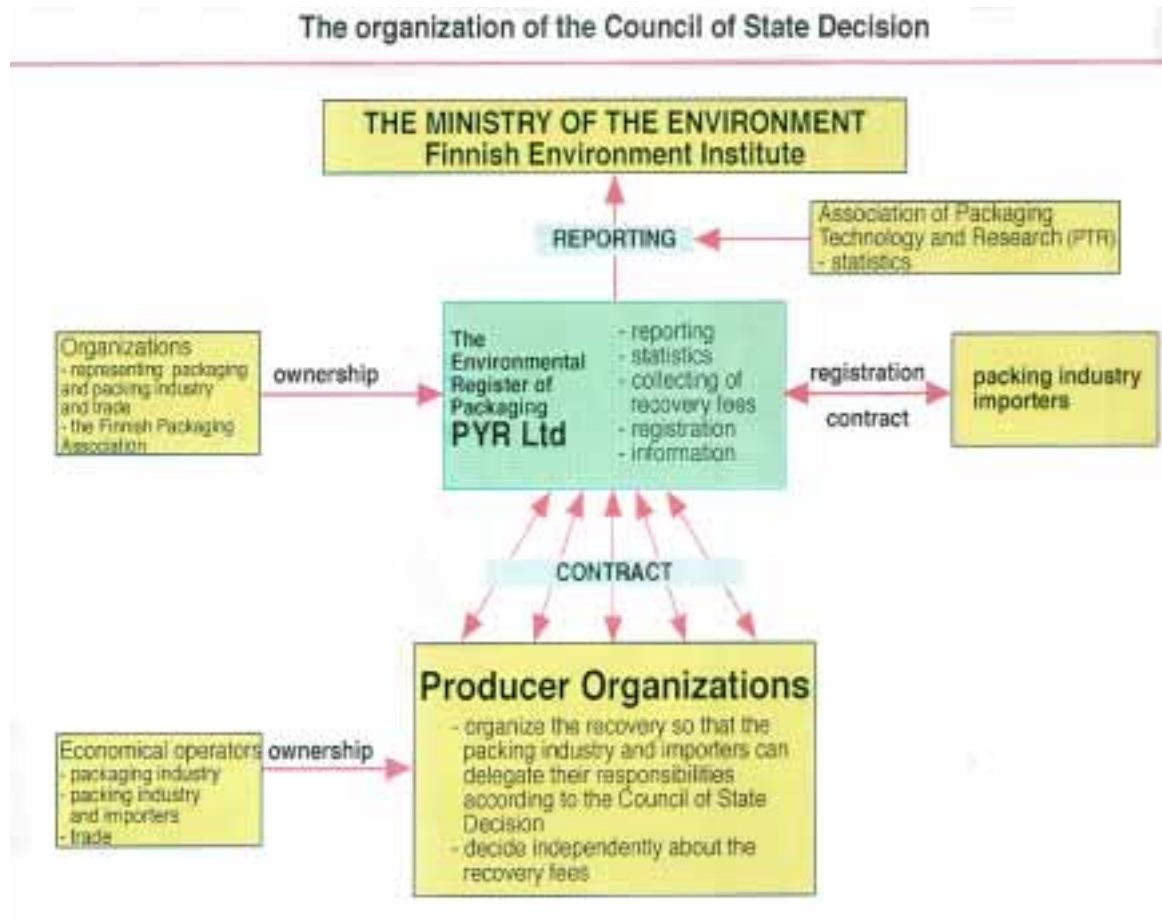 The organization of the Council of State Decision
THE MINISTRY OF THE ENVIRONMENT
Finnish Environment Institute
REPORTING
Association of Packaging
Technology and Research (PTR)
- statistics
Organizations
- representing packaging
and packing industry
and trade
- the Finnish Packaging
Association
ownership
The
Environmental
Register of
Packaging
PYR Ltd
- reporting
- statistics
- collecting of
recovery fees
- registration
- information
registration
contract
packing industry
importers
CONTRACT
Producer Organizations
- organize the recovery so that the
packing industry and importers can
delegate their responsibilities
according to the Council of State
Decision
- decide independently about the
recovery fees
Economical operators
- packaging industry
- packing industry
and importers
- trade
ownership